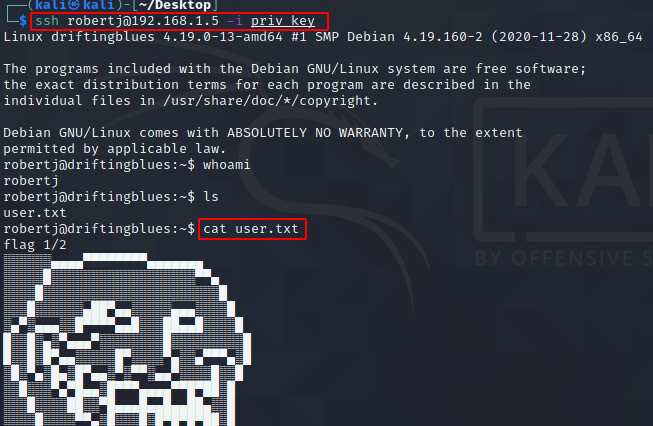 (kali㉿kali)-[~/Desktop]
$ ssh robertj@192.168.1.5 -i priv_key
Linux driftingblues 4.19.0-13-amd64 #1 SMP Debian 4.19.160-2 (2020-11-28) x86_64
The programs included with the Debian GNU/Linux system are free software;
the exact distribution terms for each program are described in the
individual files in /usr/share/doc/*/copyright.
Debian GNU/Linux comes with ABSOLUTELY NO WARRANTY, to the extent
permitted by applicable law.
robertj@driftingblues:~$ whoami
robertj
robertj@driftingblues:~$ ls
user.txt
robertj@driftingblues:~$ cat user.txt
flag 1/2
KA
BY OFFENSIVE S